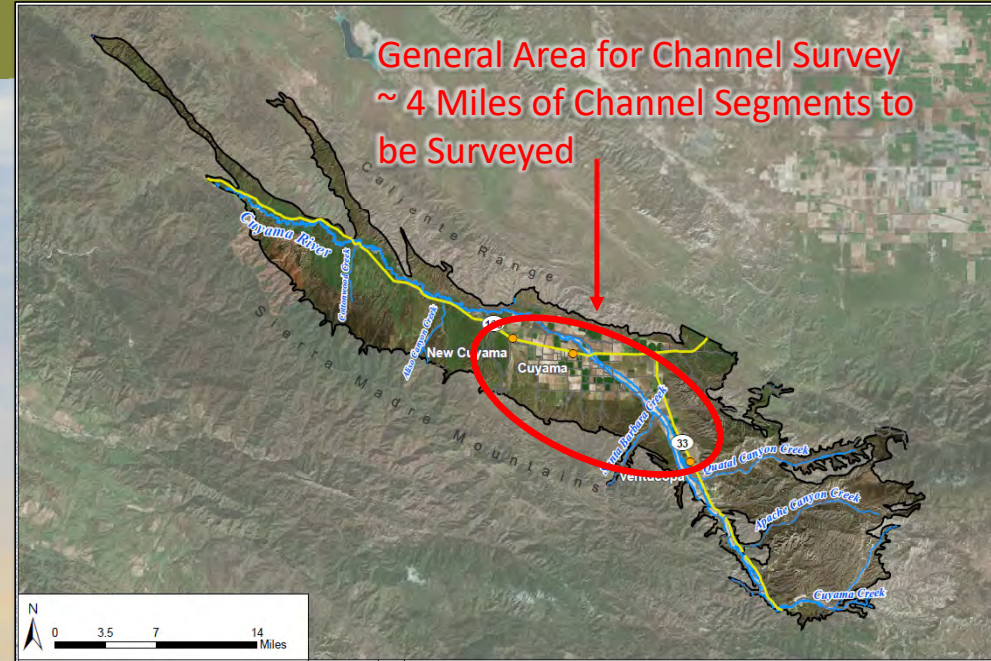 General Area for Channel Survey
~ 4 Miles of Channel Segments to
be Surveyed
Caliente Range
Cuyama River
Cottonwood Creek
Aliso Canyon Creek
New Cuyama
Cuyama
Sierra Madre Mountains
Santa Barbara Creek
33
Quatal Canyon Creek
Ventucopa
Apache Canyon Creek
Cuyama Creek
N
0 3.5 7 14
Miles